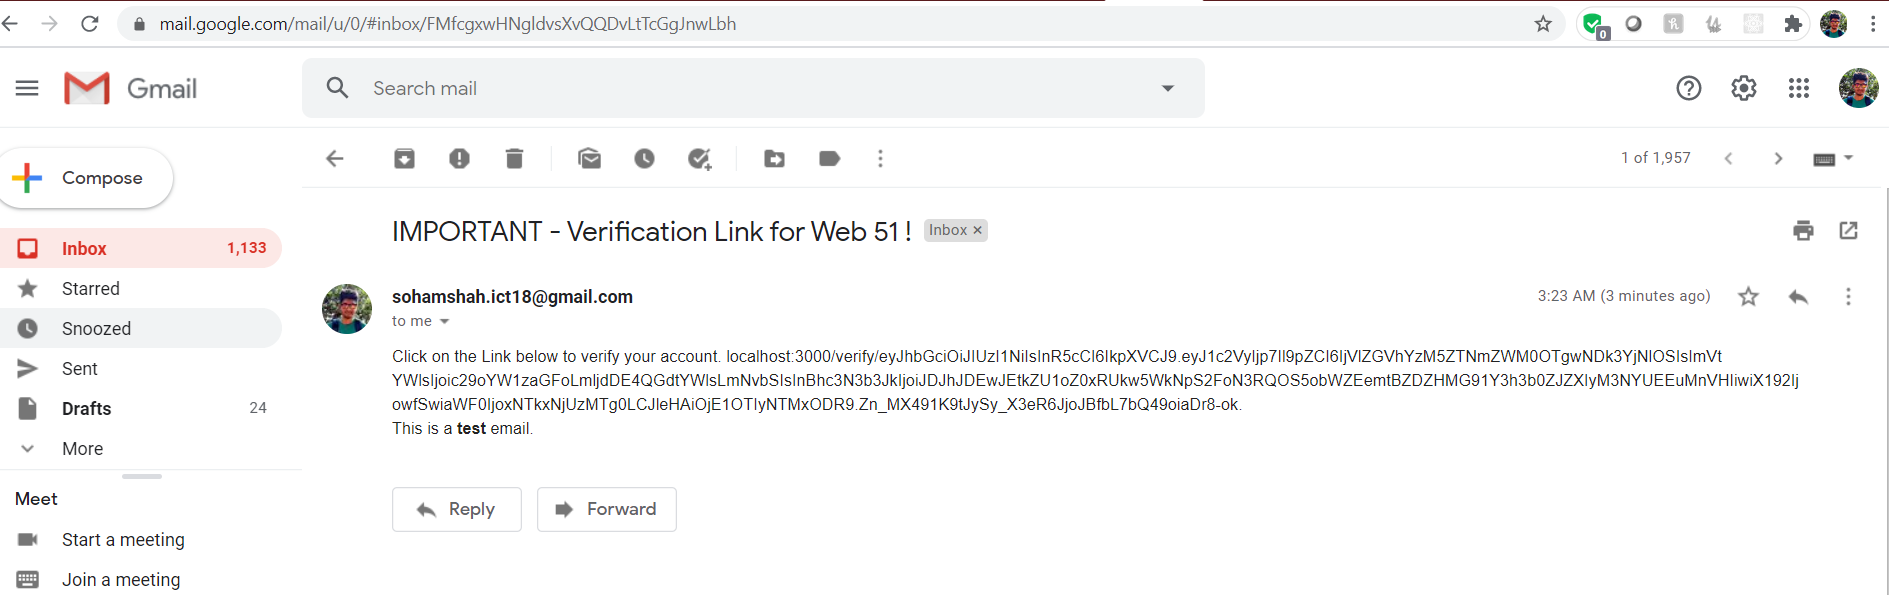 mail.google.com/mail/u/0/#inbox/FMfcgxwHNgldvsXvQQDvLtTcGgJnwLbh
0
Gmail
Search mail
Compose
1 of 1,957
Inbox 1,133
Starred
Snoozed
Sent
Drafts 24
More
Meet
Start a meeting
Join a meeting
IMPORTANT - Verification Link for Web 51 ! Inbox ×
sohamshah.ict18@gmail.com 3:23 AM (3 minutes ago)
to me
Click on the Link below to verify your account. localhost:3000/verify/eyJhbGciOiJIUzI1NiIsInR5cCI6IkpXVCJ9.eyJ1c2VyIjp7Il9pZCI6IjVlZGVhYzM5ZTNmZWM0OTgwNDk3YjNlOSIsImVt
YWlsIjoic29oYW1zaGFoLmljdDE4QGdtYWlsLmNvbSIsInBhc3N3b3JkIjoiJDJhJDEwJEtkZU1oZ0xRUkw5WkNpS2FoN3RQOS5obWZEemtBZDZHMG91Y3h3b0ZJZXIyM3NYUEEuMnVHIiwiX192Ij
owfSwiaWF0IjoxNTkxNjUzMTg0LCJleHAiOjE1OTIyNTMxODR9.Zn_MX491K9tJySy_X3eR6JjoJBfbL7bQ49oiaDr8-ok.
This is a test email.
Reply Forward